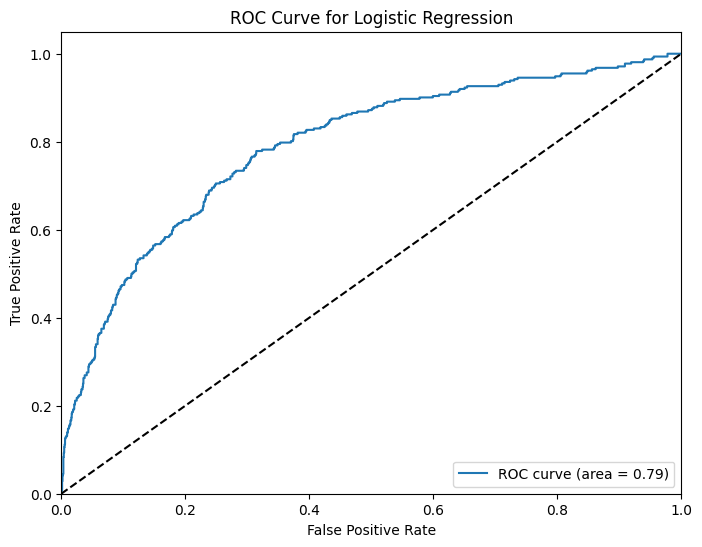 ROC Curve for Logistic Regression
True Positive Rate
1.0
0.8
0.6
0.4
0.2
0.0
0.0 0.2 0.4 0.6 0.8 1.0
False Positive Rate
ROC curve (area = 0.79)